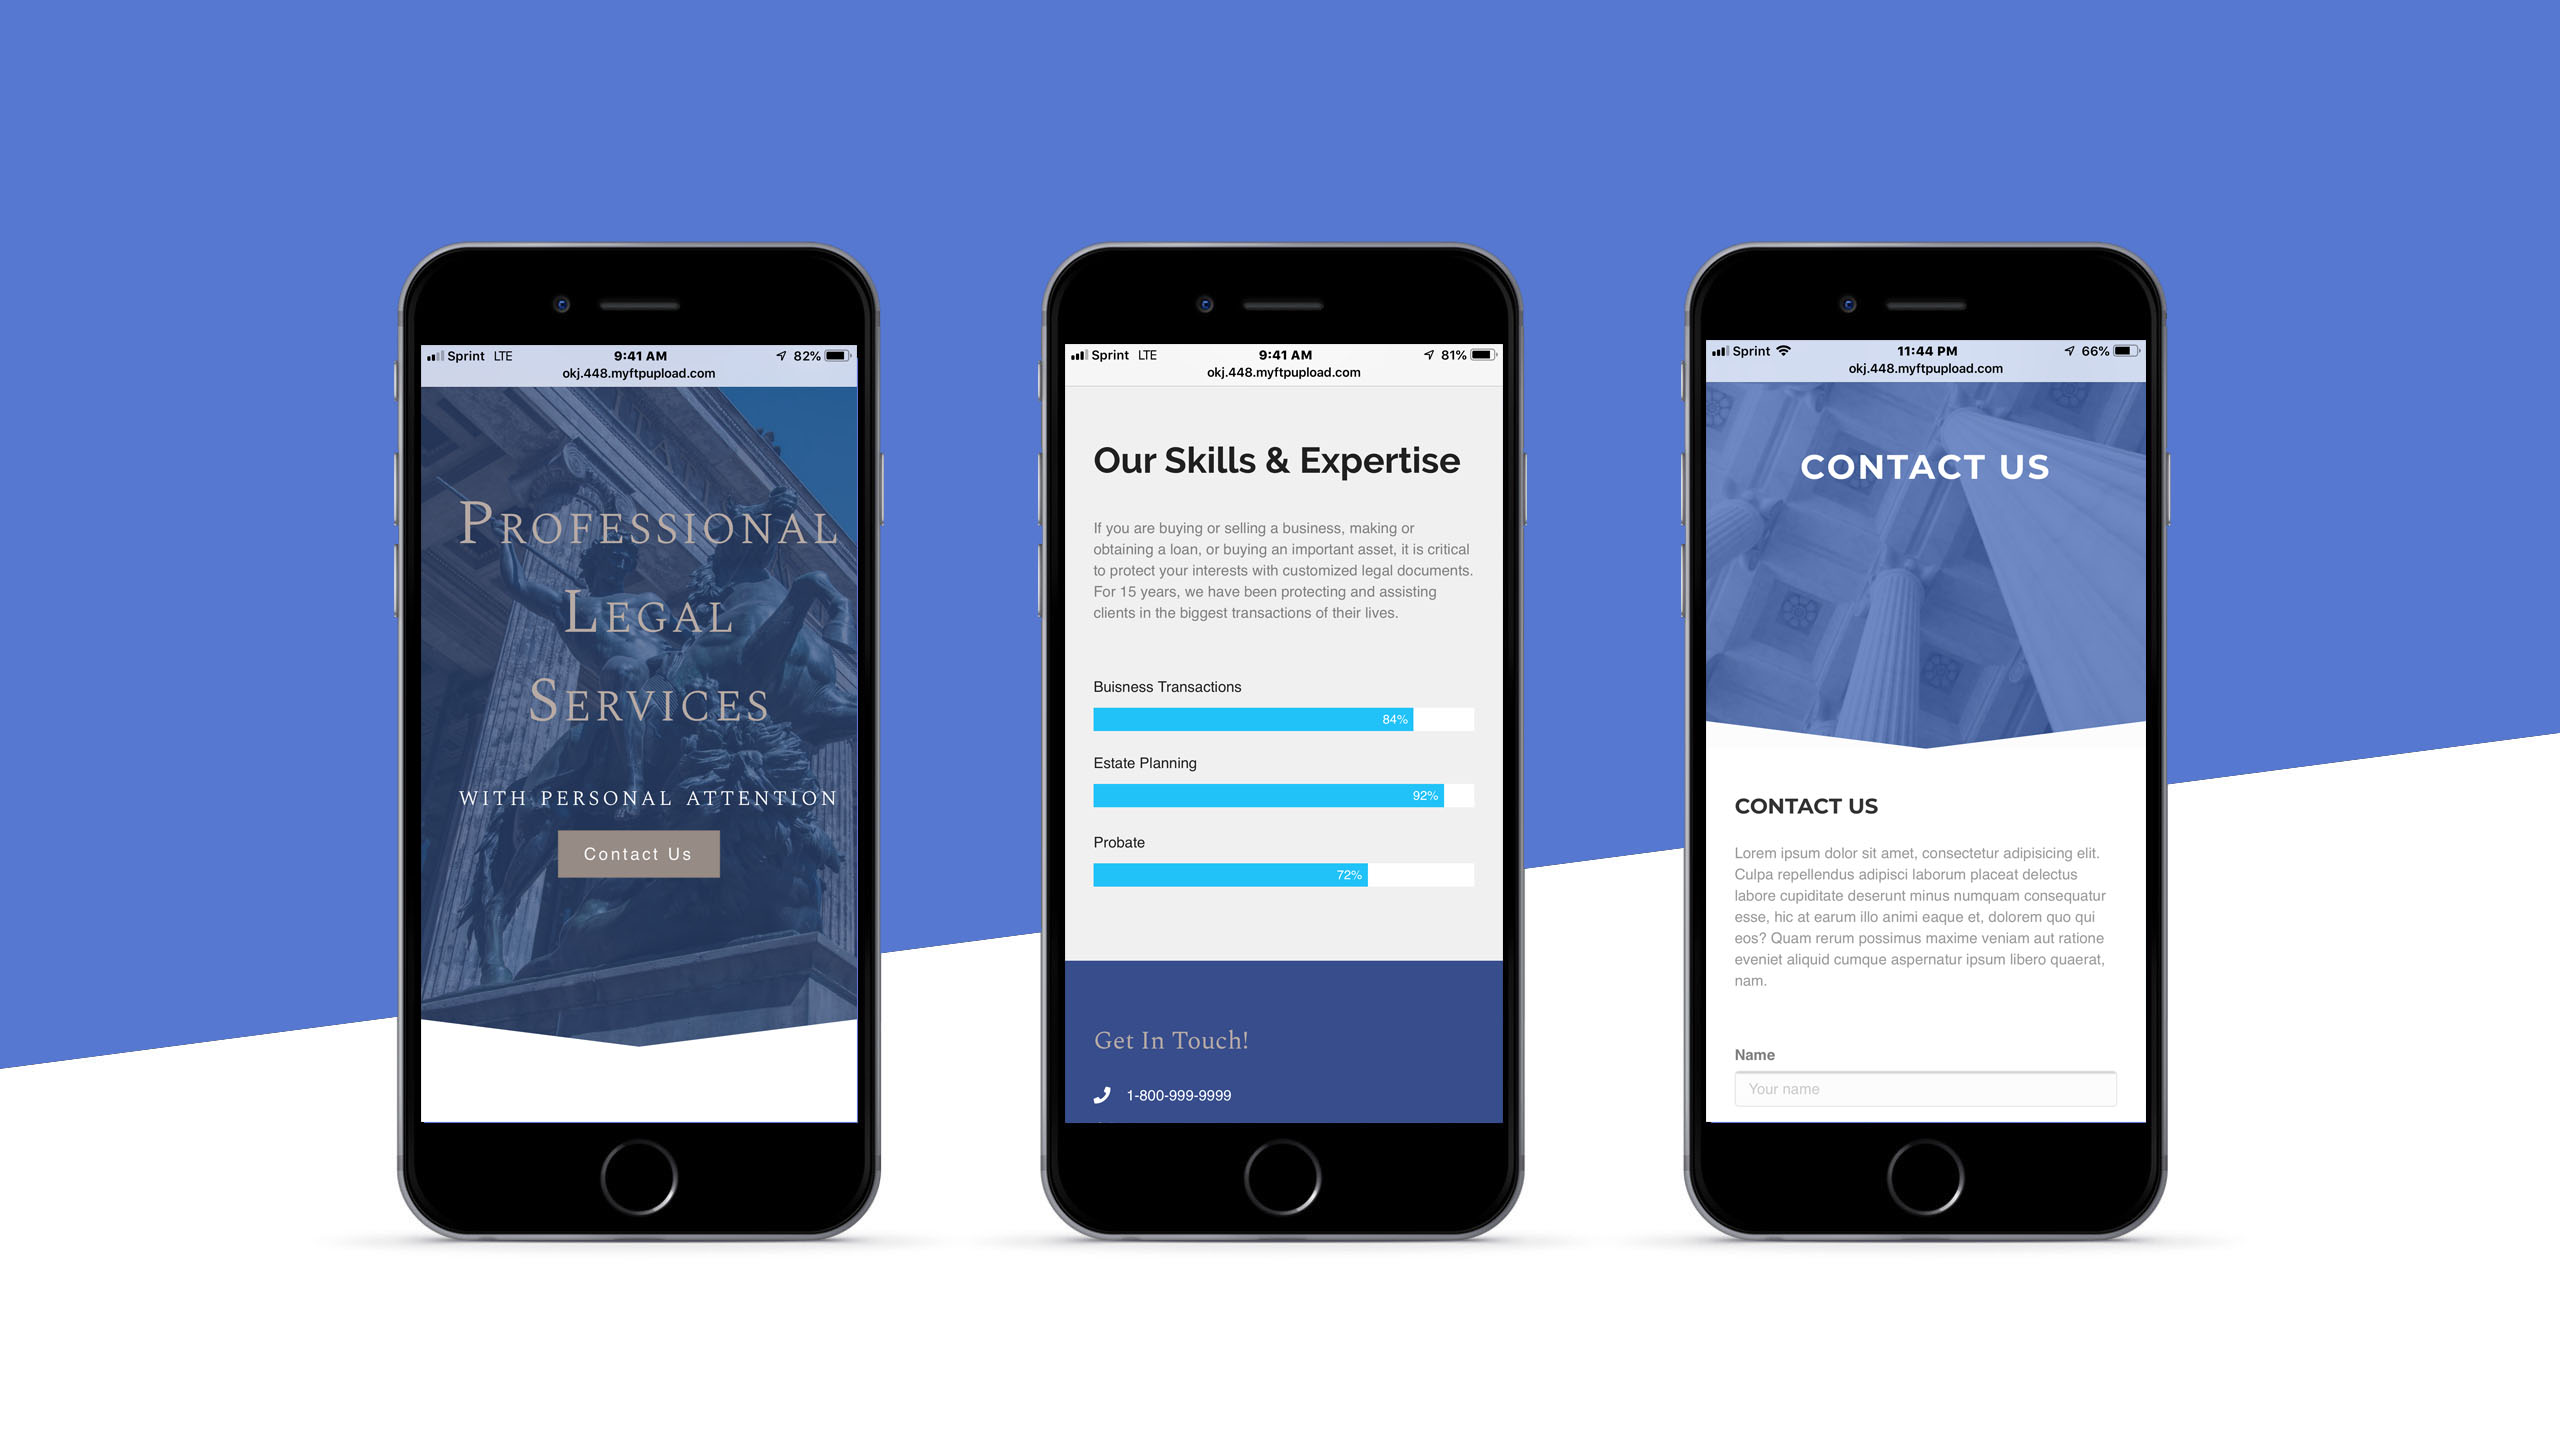 Sprint LTE 9:41 AM 82%
okj.448.myftpupload.com
PROFESSIONAL
LEGAL
SERVICES
WITH PERSONAL ATTENTION
Contact Us
Sprint LTE 9:41 AM 81%
okj.448.myftpupload.com
Our Skills & Expertise
If you are buying or selling a business, making or
obtaining a loan, or buying an important asset, it is critical
to protect your interests with customized legal documents.
For 15 years, we have been protecting and assisting
clients in the biggest transactions of their lives.
Buisness Transactions
84%
Estate Planning
92%
Probate
72%
Get In Touch!
1-800-999-9999
Sprint 11:44 PM 66%
okj.448.myftpupload.com
CONTACT US
CONTACT US
Lorem ipsum dolor sit amet, consectetur adipisicing elit.
Culpa repellendus adipisci laborum placeat delectus
labore cupiditate deserunt minus numquam consequatur
esse, hic at earum illo animi eaque et, dolorem quo qui
eos? Quam rerum possimus maxime veniam aut ratione
eveniet aliquid cumque aspernatur ipsum libero quaerat,
nam.
Name
Your name